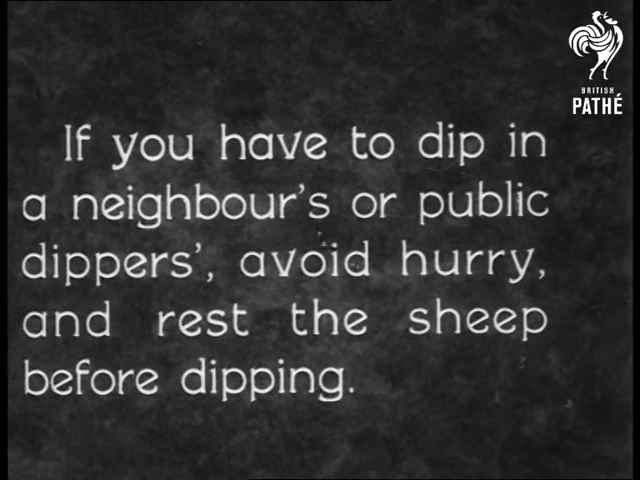 BRITISH
PATHÉ
If you have to dip in
a neighbour's or public
dippers', avoid hurry,
and rest the sheep
before dipping.